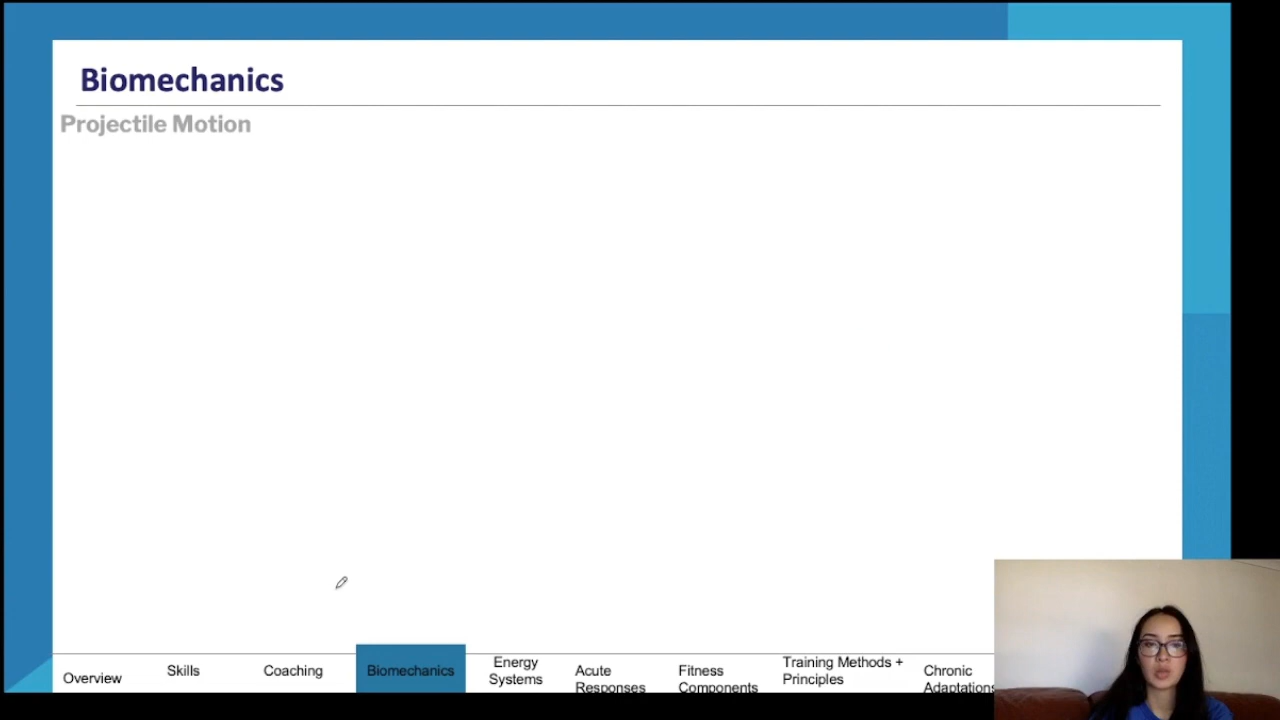 Biomechanics
Projectile Motion
Overview
Skills
Coaching
Biomechanics
Energy
Systems
Acute
Responses
Fitness
Components
Training Methods +
Principles
Chronic
Adaptations